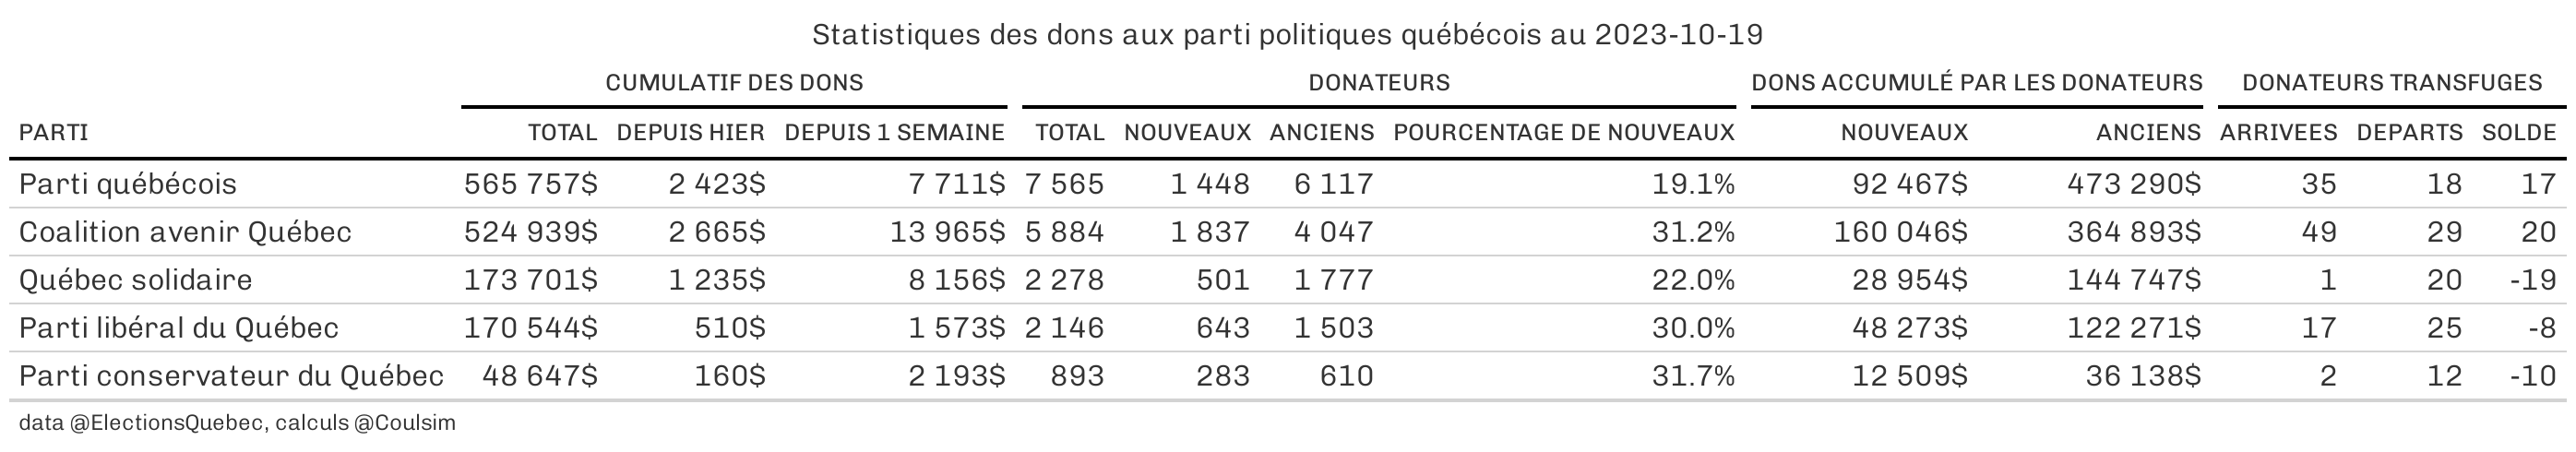 Statistiques des dons aux parti politiques québécois au 2023-10-19
CUMULATIF DES DONS DONATEURS DONS ACCUMULÉ PAR LES DONATEURS DONATEURS TRANSFUGES
PARTI TOTAL DEPUIS HIER DEPUIS 1 SEMAINE TOTAL NOUVEAUX ANCIENS POURCENTAGE DE NOUVEAUX NOUVEAUX ANCIENS ARRIVEES DEPARTS SOLDE
Parti québécois 565 757$ 2 423$ 7 711$ 7 565 1 448 6 117 19.1% 92 467$ 473 290$ 35 18 17
Coalition avenir Québec 524 939$ 2 665$ 13 965$ 5 884 1 837 4 047 31.2% 160 046$ 364 893$ 49 29 20
Québec solidaire 173 701$ 1 235$ 8 156$ 2 278 501 1 777 22.0% 28 954$ 144 747$ 1 20 -19
Parti libéral du Québec 170 544$ 510$ 1 573$ 2 146 643 1 503 30.0% 48 273$ 122 271$ 17 25 -8
Parti conservateur du Québec 48 647$ 160$ 2 193$ 893 283 610 31.7% 12 509$ 36 138$ 2 12 -10
data @ElectionsQuebec, calculs @Coulsim